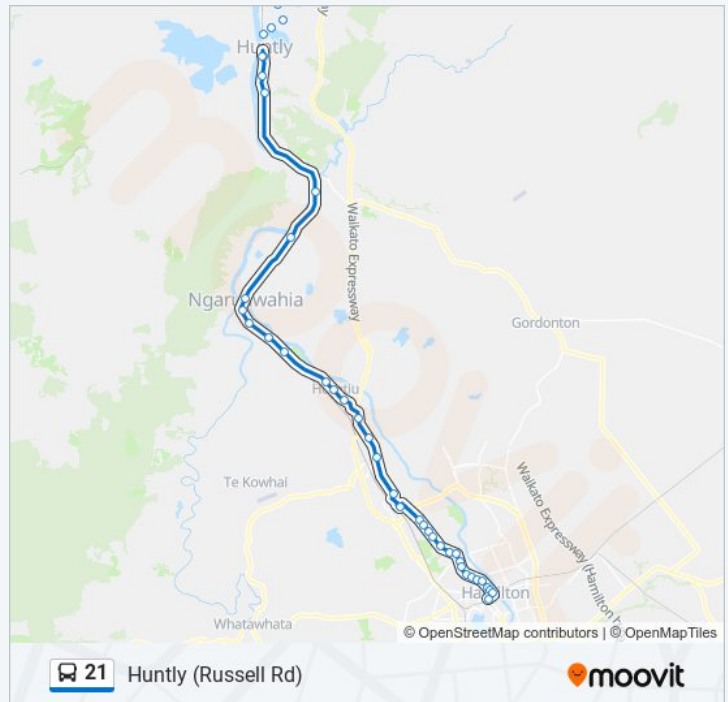 Huntly
Waikato Expressway
Ngaruawahia
Gordonton
Horotiu
Te Kowhai
Waikato Expressway (Hamilton
Hamilton
Whatawhata
© OpenStreetMap contributors | © OpenMapTiles
21 Huntly (Russell Rd)
moovit